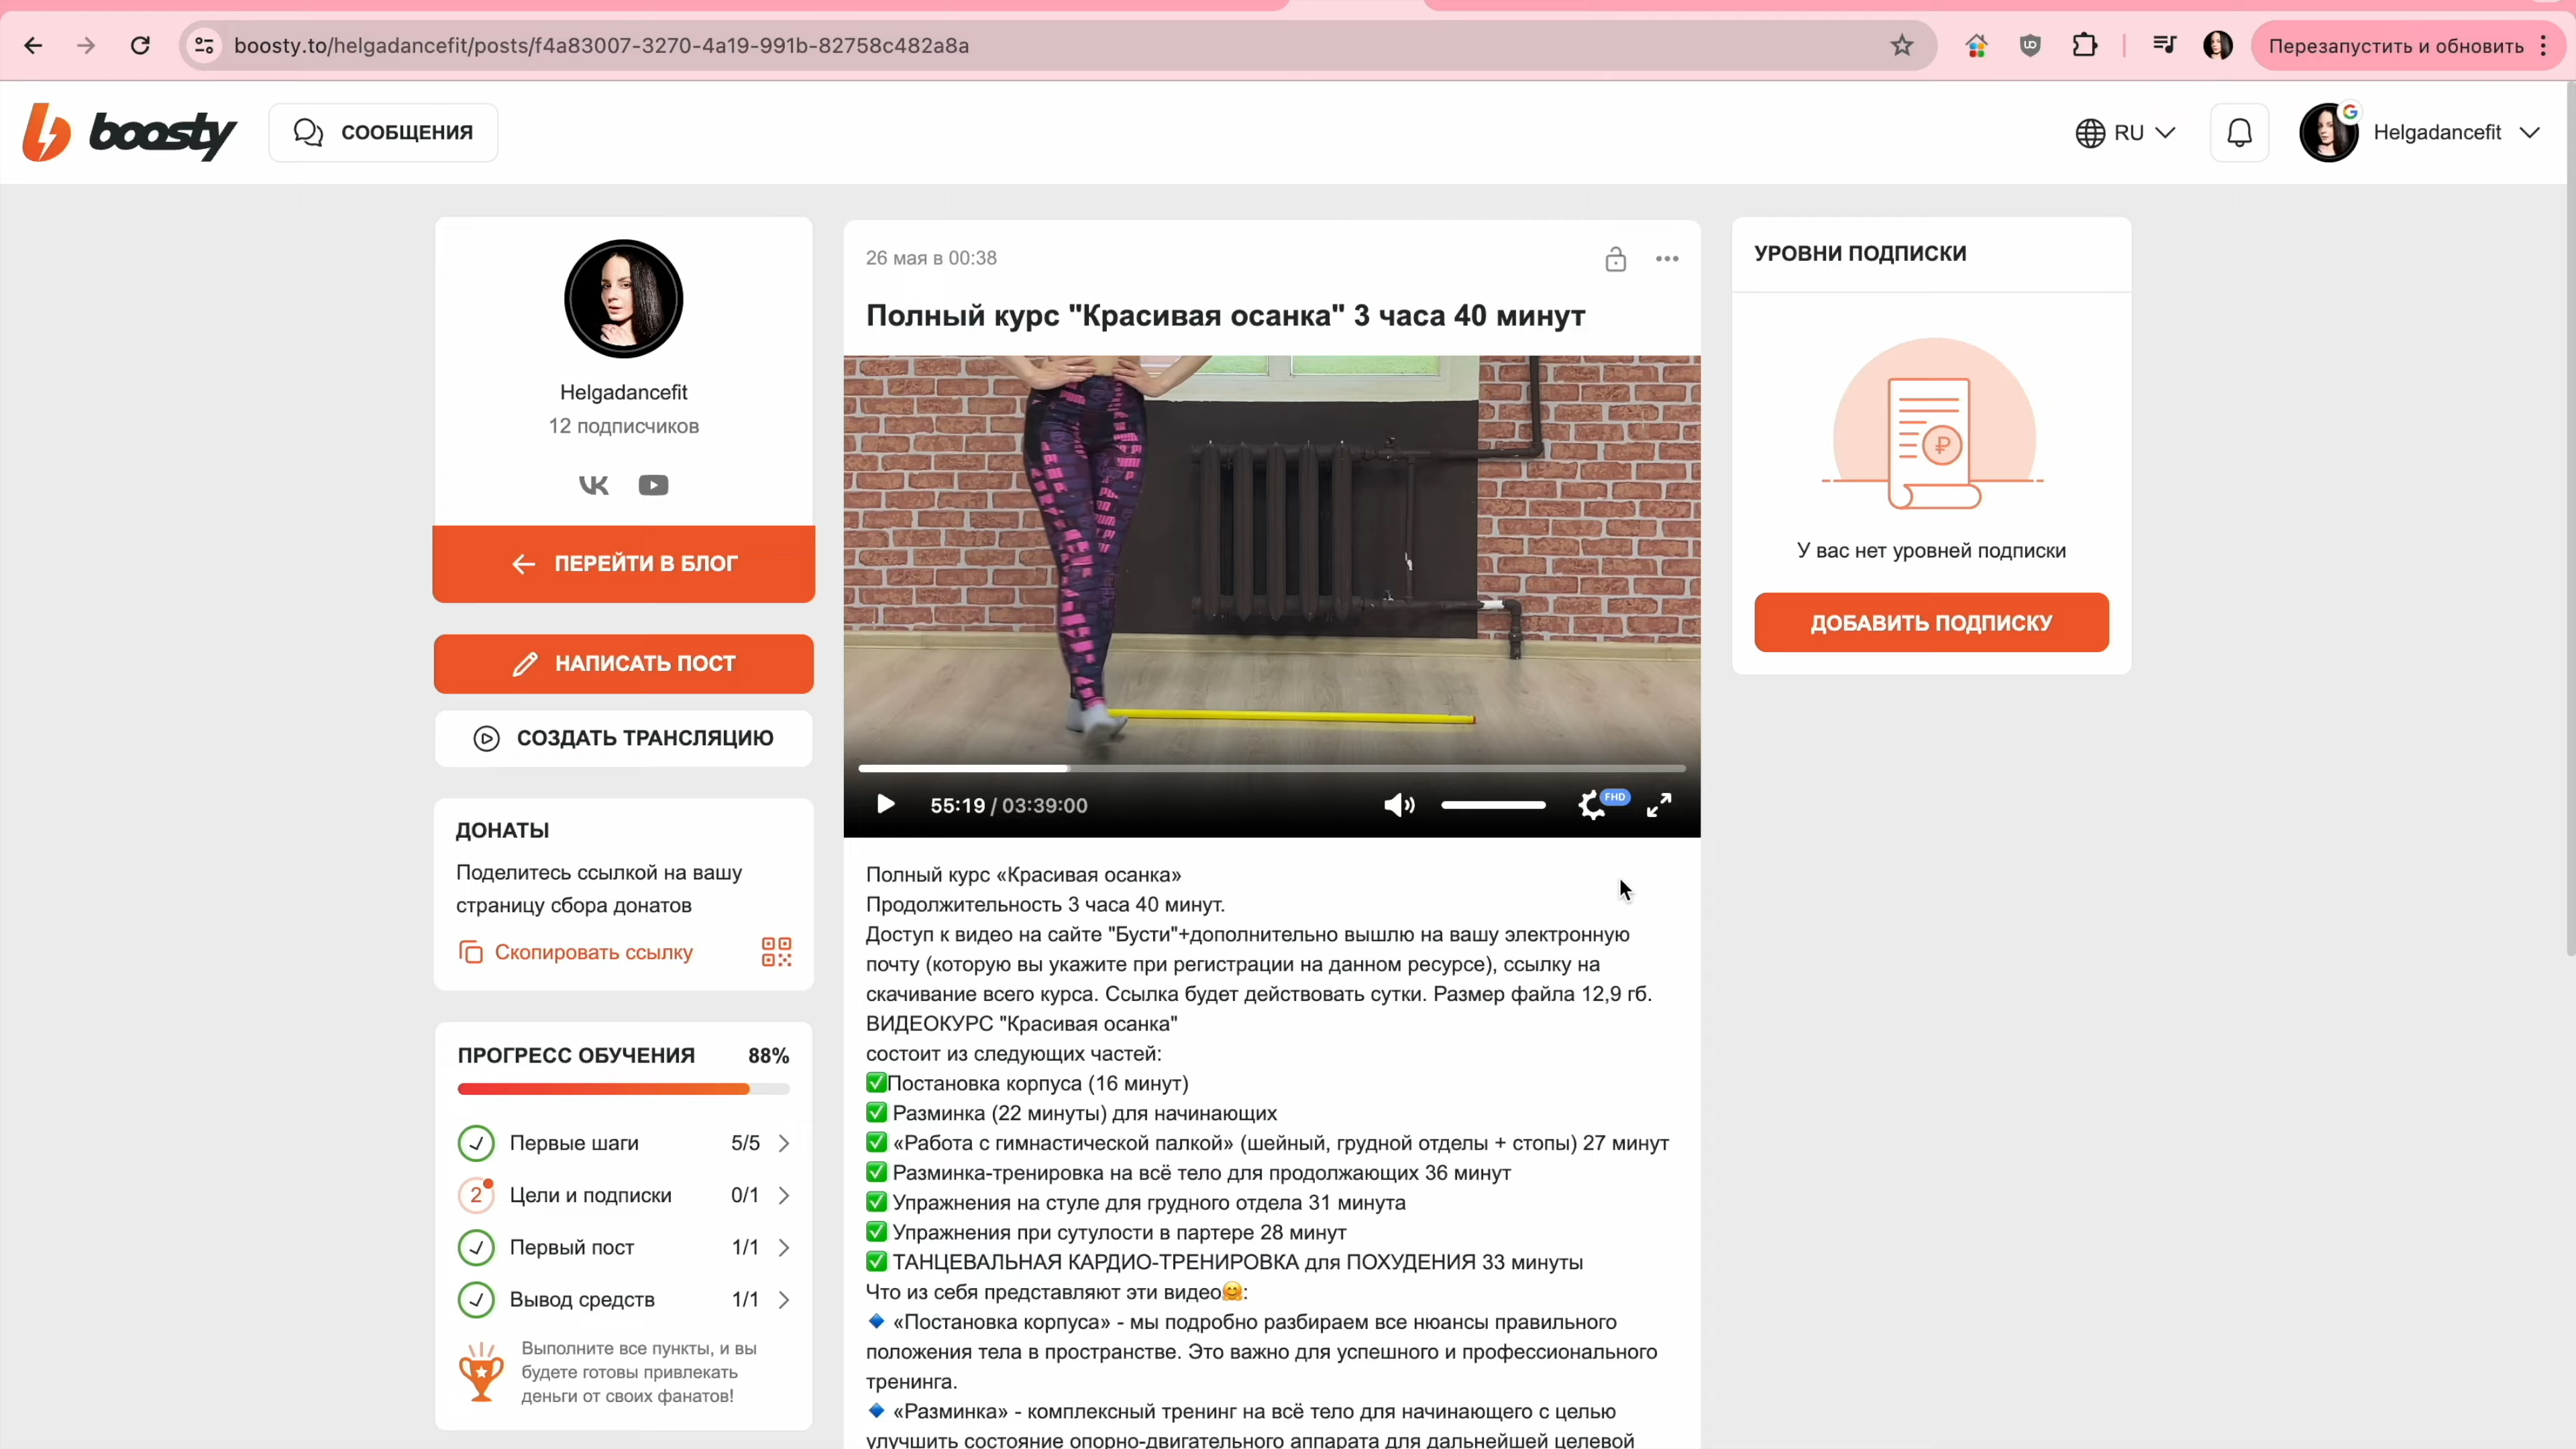 boosty.to/helgadancefit/posts/f4a83007-3270-4a19-991b-82758c482a8a
Перезапустить и обновить
boosty
СООБЩЕНИЯ
RU
Helgadancefit
Helgadancefit
12 подписчиков
ПЕРЕЙТИ В БЛОГ
НАПИСАТЬ ПОСТ
СОЗДАТЬ ТРАНСЛЯЦИЮ
ДОНАТЫ
Поделитесь ссылкой на вашу
страницу сбора донатов
Скопировать ссылку
ПРОГРЕСС ОБУЧЕНИЯ 88%
Первые шаги 5/5
2 Цели и подписки 0/1
Первый пост 1/1
Вывод средств 1/1
Выполните все пункты, и вы
будете готовы привлекать
деньги от своих фанатов!
26 мая в 00:38
Полный курс "Красивая осанка" 3 часа 40 минут
55:19 / 03:39:00
FHD
Полный курс «Красивая осанка»
Продолжительность 3 часа 40 минут.
Доступ к видео на сайте "Бусти"+дополнительно вышлю на вашу электронную
почту (которую вы укажите при регистрации на данном ресурсе), ссылку на
скачивание всего курса. Ссылка будет действовать сутки. Размер файла 12,9 гб.
ВИДЕОКУРС "Красивая осанка"
состоит из следующих частей:
✅Постановка корпуса (16 минут)
✅ Разминка (22 минуты) для начинающих
✅ «Работа с гимнастической палкой» (шейный, грудной отделы + стопы) 27 минут
✅ Разминка-тренировка на всё тело для продолжающих 36 минут
✅ Упражнения на стуле для грудного отдела 31 минута
✅ Упражнения при сутулости в партере 28 минут
✅ ТАНЦЕВАЛЬНАЯ КАРДИО-ТРЕНИРОВКА для ПОХУДЕНИЯ 33 минуты
Что из себя представляют эти видео🤗:
🔹 «Постановка корпуса» - мы подробно разбираем все нюансы правильного
положения тела в пространстве. Это важно для успешного и профессионального
тренинга.
🔹 «Разминка» - комплексный тренинг на всё тело для начинающего с целью
улучшить состояние опорно-двигательного аппарата для дальнейшей целевой
УРОВНИ ПОДПИСКИ
У вас нет уровней подписки
ДОБАВИТЬ ПОДПИСКУ